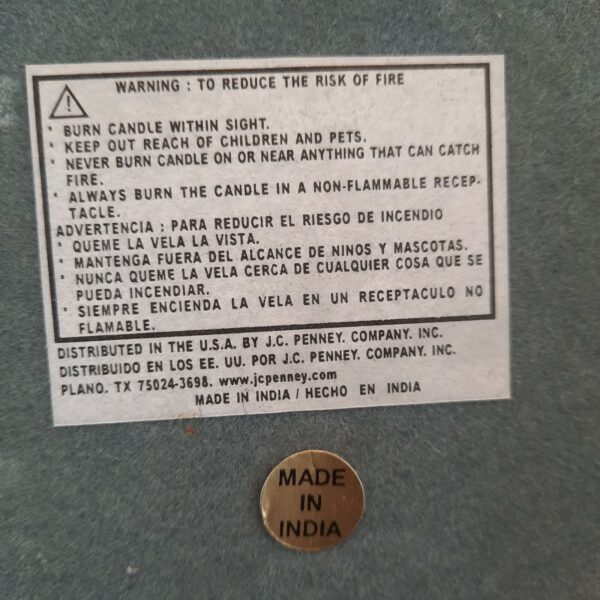 WARNING : TO REDUCE THE RISK OF FIRE
* BURN CANDLE WITHIN SIGHT.
* KEEP OUT REACH OF CHILDREN AND PETS.
* NEVER BURN CANDLE ON OR NEAR ANYTHING THAT CAN CATCH
FIRE.
* ALWAYS BURN THE CANDLE IN A NON-FLAMMABLE RECEP-
TACLE.
ADVERTENCIA : PARA REDUCIR EL RIESGO DE INCENDIO
* QUEME LA VELA LA VISTA.
* MANTENGA FUERA DEL ALCANCE DE NINOS Y MASCOTAS.
* NUNCA QUEME LA VELA CERCA DE CUALQUIER COSA QUE SE
PUEDA INCENDIAR.
* SIEMPRE ENCIENDA LA VELA EN UN RECEPTACULO NO
FLAMABLE.
DISTRIBUTED IN THE U.S.A. BY J.C. PENNEY. COMPANY. INC.
DISTRIBUIDO EN LOS EE. UU. POR J.C. PENNEY. COMPANY. INC.
PLANO. TX 75024-3698. www.jcpenney.com
MADE IN INDIA / HECHO EN INDIA
MADE
IN
INDIA